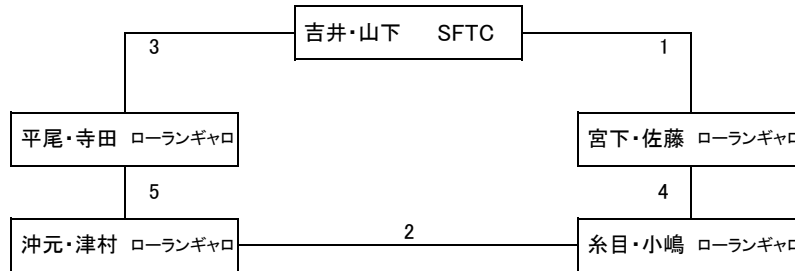 吉井・山下 SFTC
3
1
平尾・寺田 ローランギャロ
宮下・佐藤 ローランギャロ
5
4
2
沖元・津村 ローランギャロ
糸目・小嶋 ローランギャロ